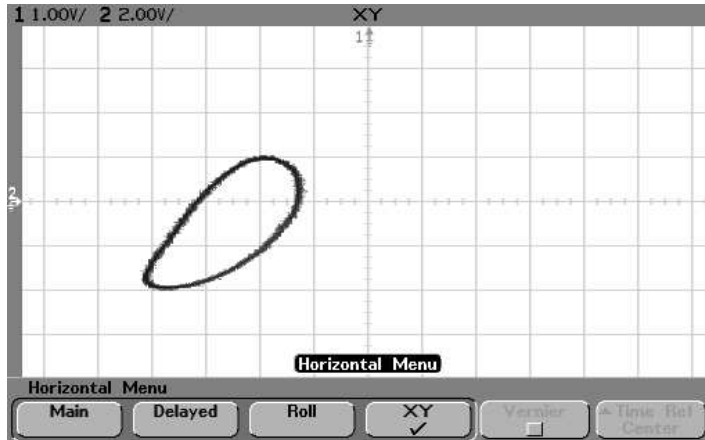 1 1.00V/ 2 2.00V/ XY
1
2
Horizontal Menu
Horizontal Menu
Main Delayed Roll XY Vernier Time Ref
Center